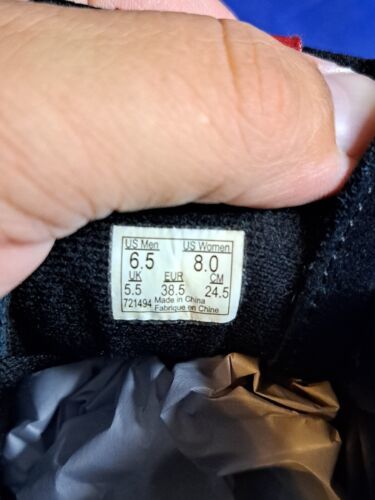 US Men US Women
6.5 8.0
UK EUR CM
5.5 38.5 24.5
721494 Made in China
Fabrique en Chine